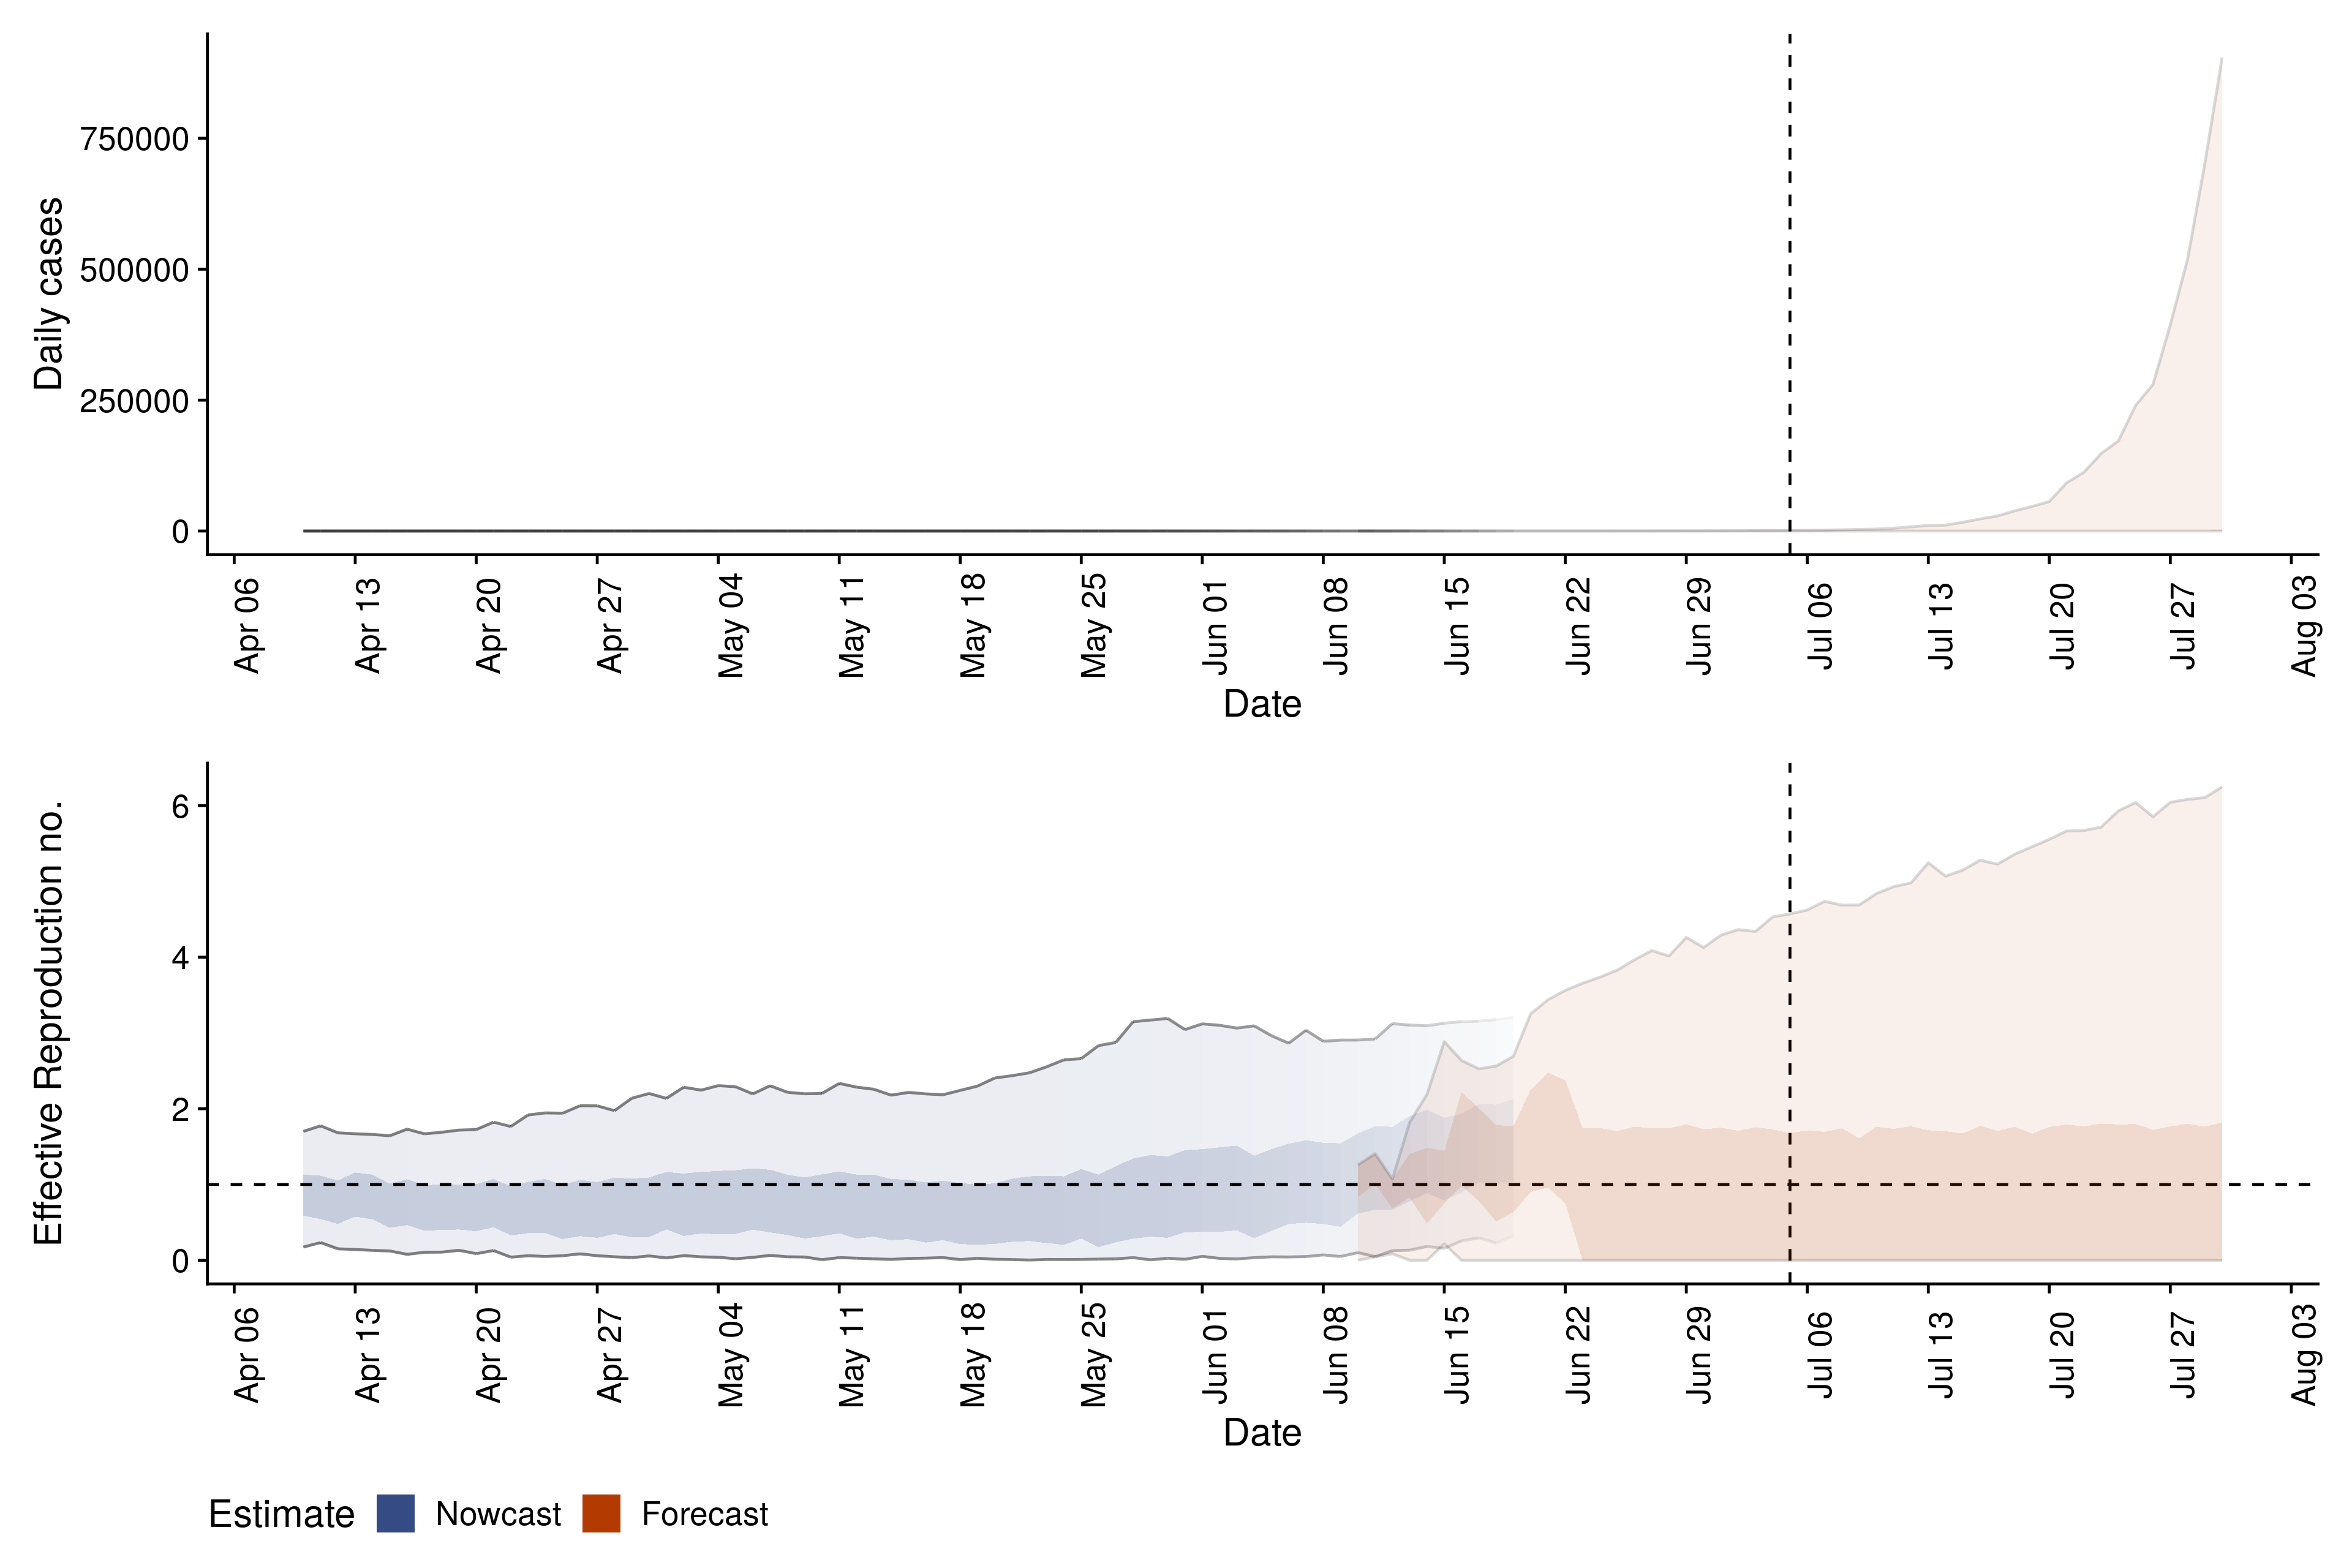 Daily cases
750000
500000
250000
0
Apr 06
Apr 13
Apr 20
Apr 27
May 04
May 11
May 18
May 25
Jun 01
Jun 08
Jun 15
Jun 22
Jun 29
Jul 06
Jul 13
Jul 20
Jul 27
Aug 03
Date
Effective Reproduction no.
6
4
2
0
Apr 06
Apr 13
Apr 20
Apr 27
May 04
May 11
May 18
May 25
Jun 01
Jun 08
Jun 15
Jun 22
Jun 29
Jul 06
Jul 13
Jul 20
Jul 27
Aug 03
Date
Estimate Nowcast Forecast